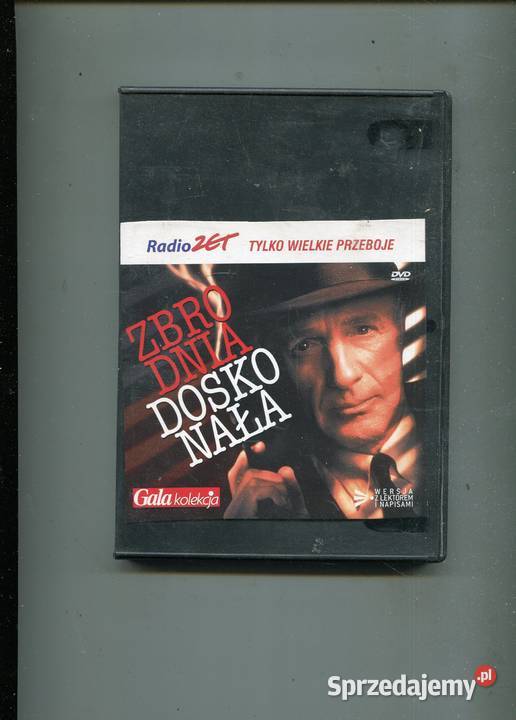 Radio ZET TYLKO WIELKIE PRZEBOJE
DVD
ZBRO
DNIA
DOSKO
NAŁA
Gala kolekcja
WERSJA
Z LEKTOREM
I NAPISAMI
Sprzedajemy.pl